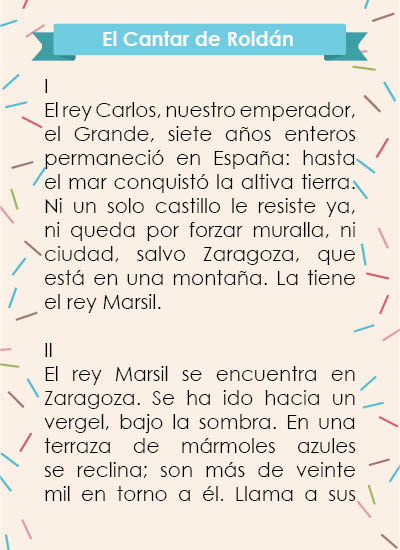 El Cantar de Roldán
I
El rey Carlos, nuestro emperador,
el Grande, siete años enteros
permaneció en España: hasta
el mar conquistó la altiva tierra.
Ni un solo castillo le resiste ya,
ni queda por forzar muralla, ni
ciudad, salvo Zaragoza, que
está en una montaña. La tiene
el rey Marsil.
II
El rey Marsil se encuentra en
Zaragoza. Se ha ido hacia un
vergel, bajo la sombra. En una
terraza de mármoles azules
se reclina; son más de veinte
mil en torno a él. Llama a sus